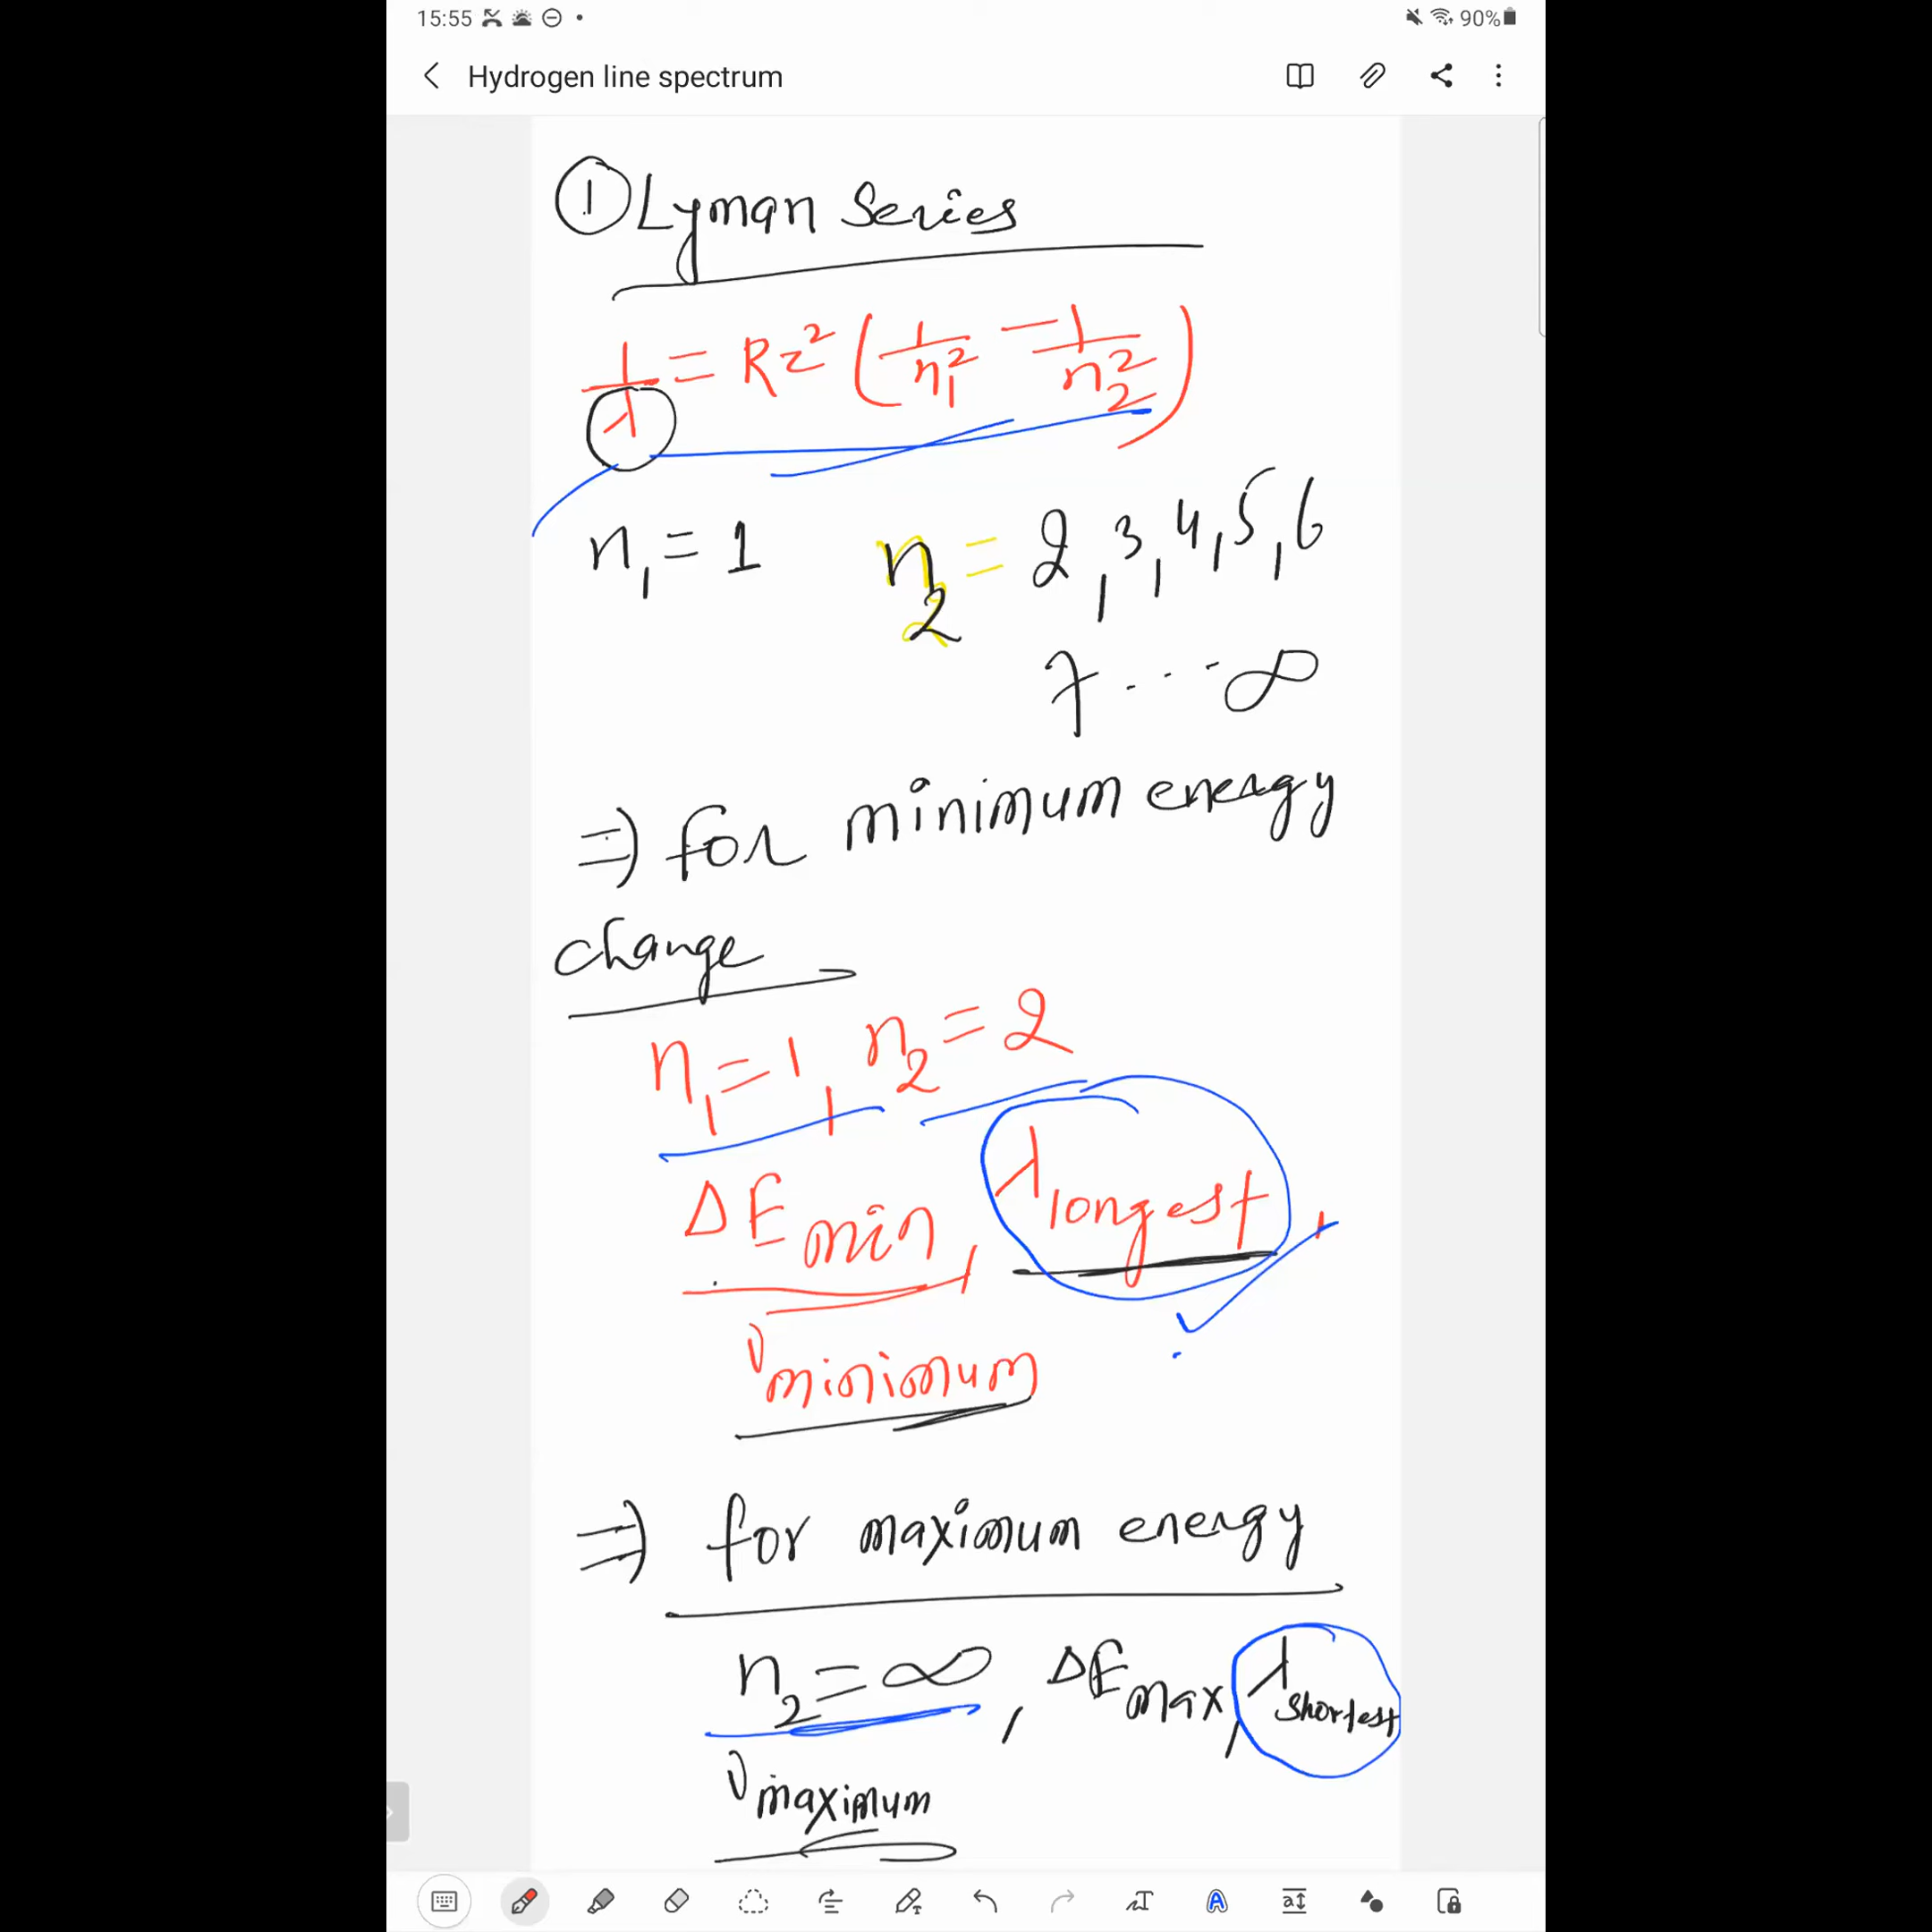 15:55 90%
Hydrogen line spectrum
① Lyman Series
1/λ = RZ² (1/n₁² − 1/n₂²)
n₁ = 1 n₂ = 2, 3, 4, 5, 6
7 --- ∞
⇒ for minimum energy
change
n₁ = 1, n₂ = 2
ΔE min, λ longest,
ν minimum
⇒ for maximum energy
n₂ = ∞, ΔE max, λ shortest
ν maximum